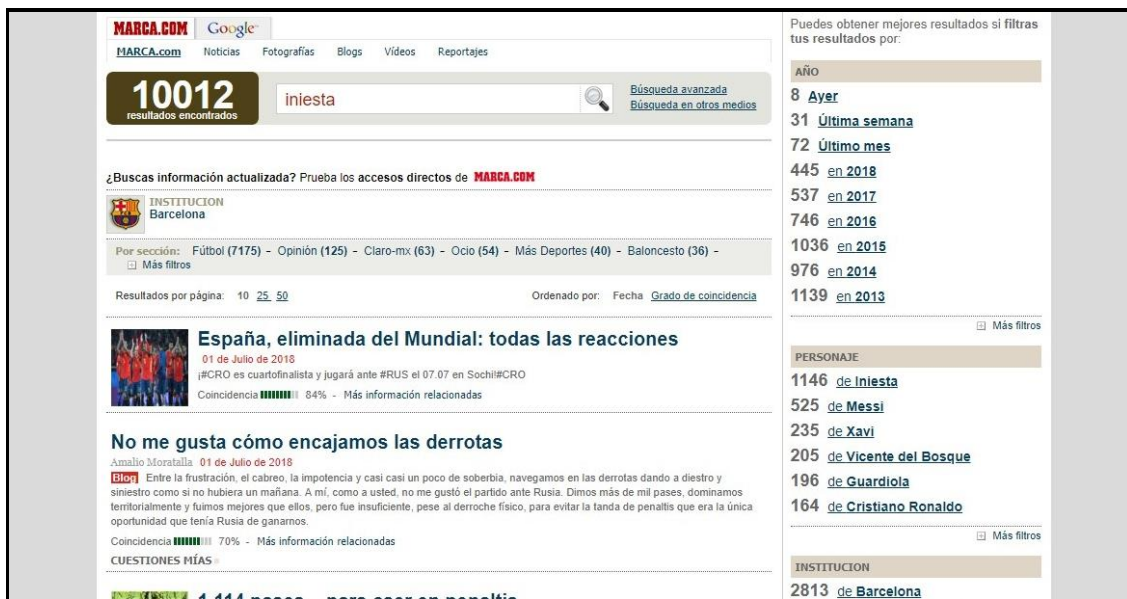 MARCA.COM Google
MARCA.com Noticias Fotografías Blogs Vídeos Reportajes
10012
resultados encontrados
iniesta
Búsqueda avanzada
Búsqueda en otros medios
¿Buscas información actualizada? Prueba los accesos directos de MARCA.COM
INSTITUCION
Barcelona
Por sección: Fútbol (7175) - Opinión (125) - Claro-mx (63) - Ocio (54) - Más Deportes (40) - Baloncesto (36) -
Más filtros
Resultados por página: 10 25 50 Ordenado por: Fecha Grado de coincidencia
España, eliminada del Mundial: todas las reacciones
01 de Julio de 2018
¡#CRO es cuartofinalista y jugará ante #RUS el 07.07 en Sochi!#CRO
Coincidencia 84% - Más información relacionadas
No me gusta cómo encajamos las derrotas
Amalio Moratalla 01 de Julio de 2018
Blog Entre la frustración, el cabreo, la impotencia y casi casi un poco de soberbia, navegamos en las derrotas dando a diestro y
siniestro como si no hubiera un mañana. A mí, como a usted, no me gustó el partido ante Rusia. Dimos más de mil pases, dominamos
territorialmente y fuimos mejores que ellos, pero fue insuficiente, pese al derroche físico, para evitar la tanda de penaltis que era la única
oportunidad que tenía Rusia de ganarnos.
Coincidencia 70% - Más información relacionadas
CUESTIONES MÍAS
Puedes obtener mejores resultados si filtras
tus resultados por:
AÑO
8 Ayer
31 Última semana
72 Último mes
445 en 2018
537 en 2017
746 en 2016
1036 en 2015
976 en 2014
1139 en 2013
Más filtros
PERSONAJE
1146 de Iniesta
525 de Messi
235 de Xavi
205 de Vicente del Bosque
196 de Guardiola
164 de Cristiano Ronaldo
Más filtros
INSTITUCION
2813 de Barcelona